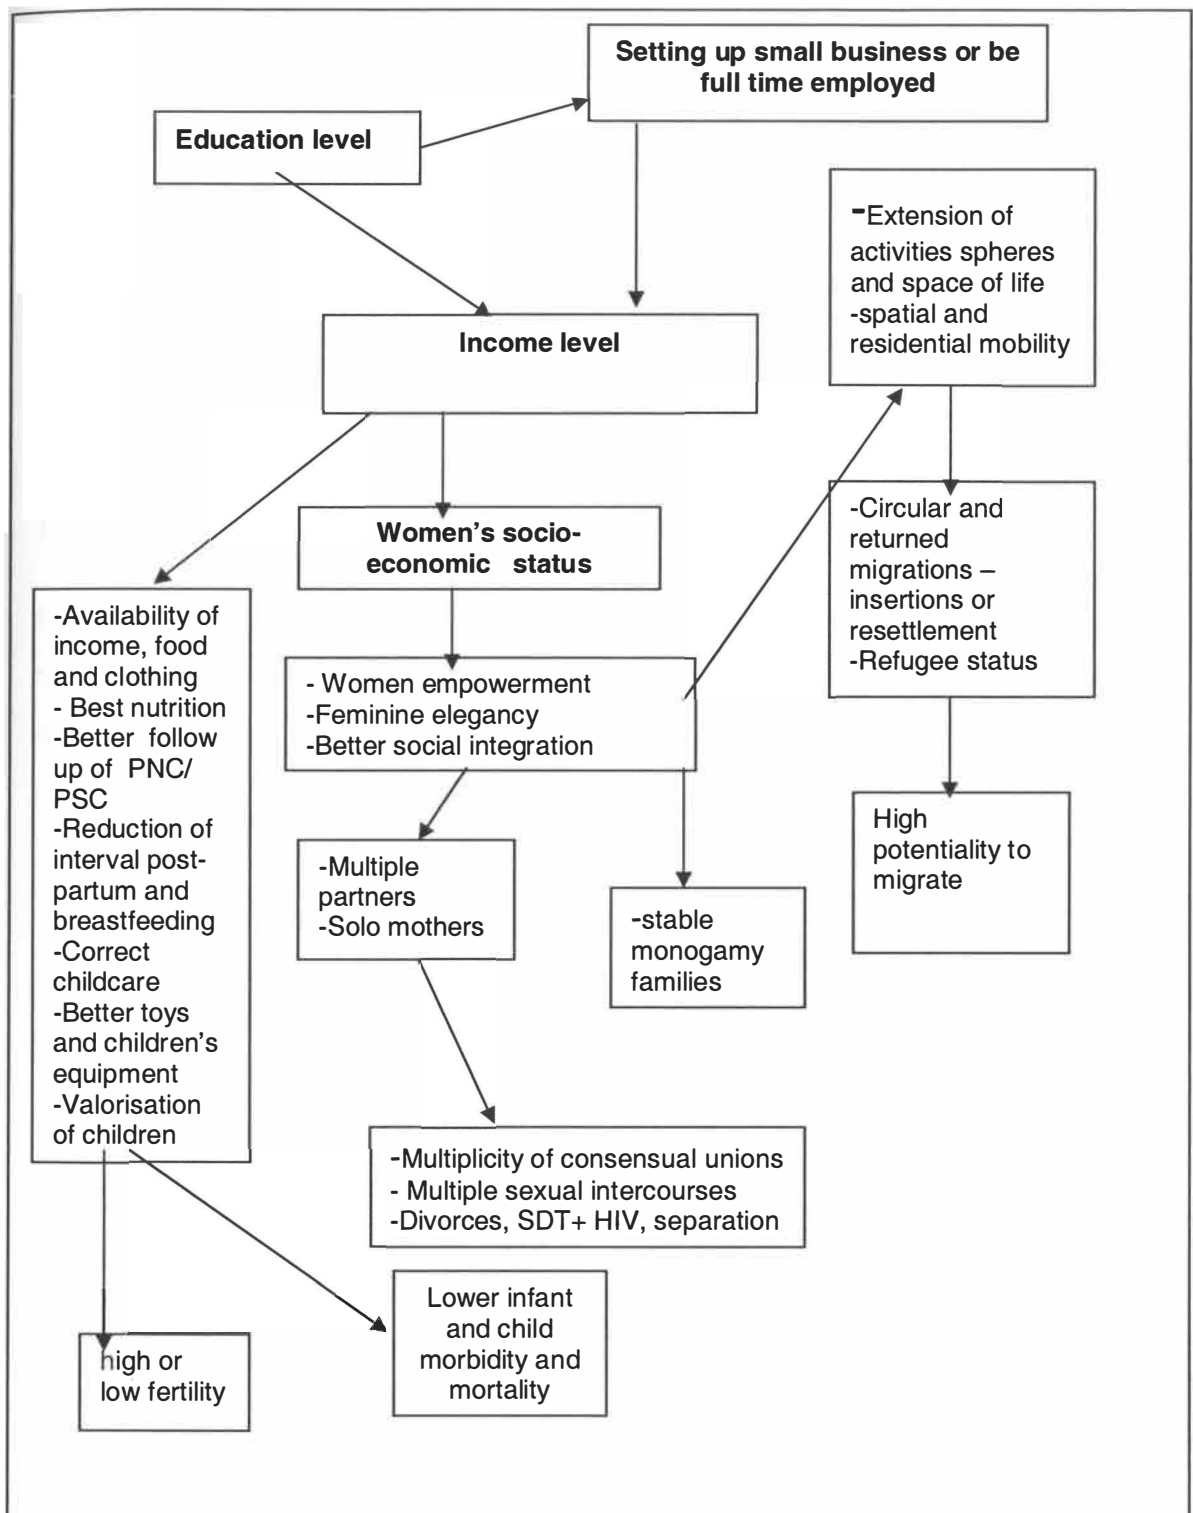 Setting up small business or be
full time employed
Education level
-Extension of
activities spheres
and space of life
-spatial and
residential mobility
Income level
-Circular and
returned
migrations –
insertions or
resettlement
-Refugee status
Women's socio-
economic status
-Availability of
income, food
and clothing
- Best nutrition
-Better follow
up of PNC/
PSC
-Reduction of
interval post-
partum and
breastfeeding
-Correct
childcare
-Better toys
and children's
equipment
-Valorisation
of children
- Women empowerment
-Feminine elegancy
-Better social integration
High
potentiality to
migrate
-Multiple
partners
-Solo mothers
-stable
monogamy
families
-Multiplicity of consensual unions
- Multiple sexual intercourses
-Divorces, SDT+ HIV, separation
Lower infant
and child
morbidity and
mortality
high or
low fertility